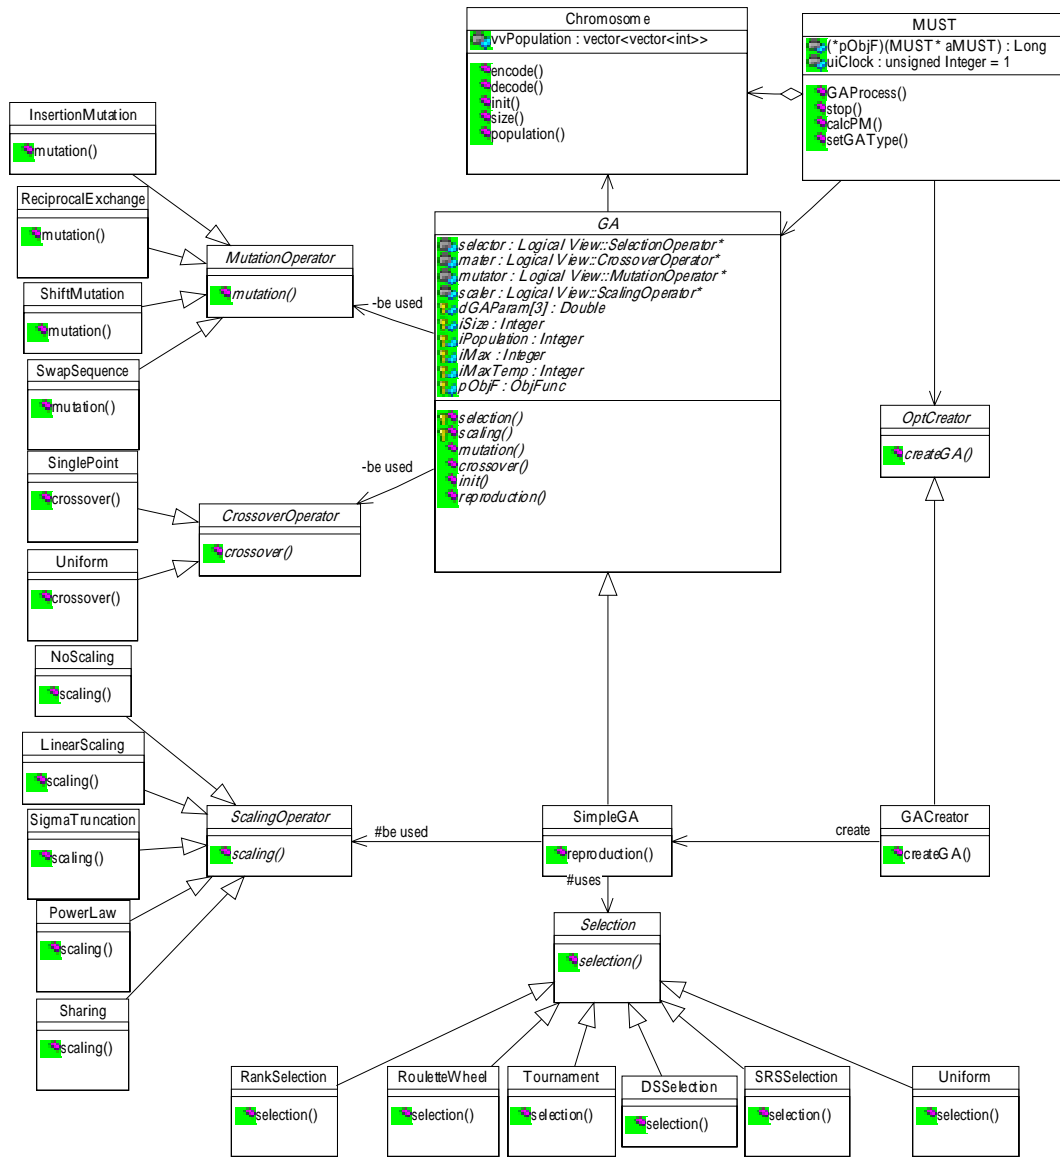 Chromosome
vvPopulation : vector<vector<int>>
encode()
decode()
init()
size()
population()
MUST
(*pObjF)(MUST* aMUST) : Long
uiClock : unsigned Integer = 1
GAProcess()
stop()
calcPM()
setGAType()
InsertionMutation
mutation()
ReciprocalExchange
mutation()
ShiftMutation
mutation()
SwapSequence
mutation()
MutationOperator
mutation()
-be used
GA
selector : Logical View::SelectionOperator*
mater : Logical View::CrossoverOperator*
mutator : Logical View::MutationOperator*
scaler : Logical View::ScalingOperator*
dGAParam[3] : Double
iSize : Integer
iPopulation : Integer
iMax : Integer
iMaxTemp : Integer
pObjF : ObjFunc
selection()
scaling()
mutation()
crossover()
init()
reproduction()
OptCreator
createGA()
SinglePoint
crossover()
Uniform
crossover()
CrossoverOperator
crossover()
-be used
NoScaling
scaling()
LinearScaling
scaling()
SigmaTruncation
scaling()
PowerLaw
scaling()
Sharing
scaling()
ScalingOperator
scaling()
#be used
SimpleGA
reproduction()
#uses
create
GACreator
createGA()
Selection
selection()
RankSelection
selection()
RouletteWheel
selection()
Tournament
selection()
DSSelection
selection()
SRSSelection
selection()
Uniform
selection()